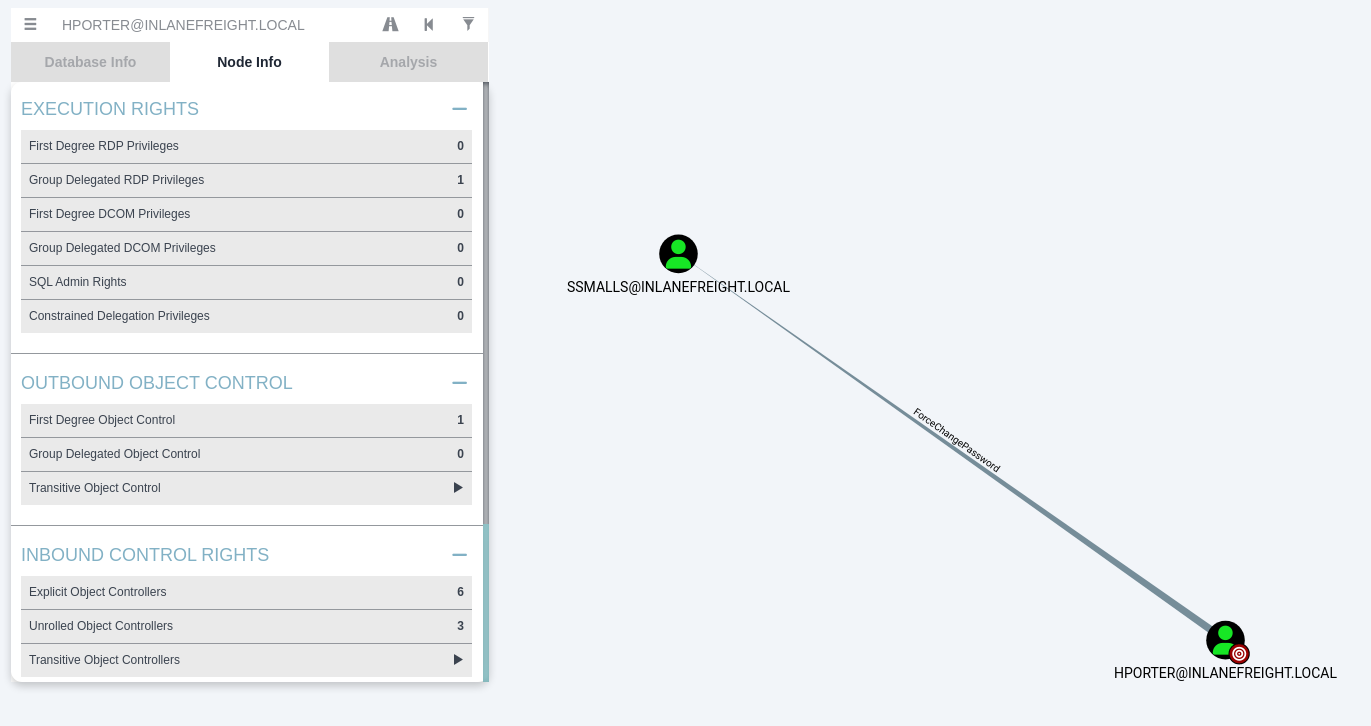 HPORTER@INLANEFREIGHT.LOCAL
Database Info
Node Info
Analysis
EXECUTION RIGHTS
First Degree RDP Privileges 0
Group Delegated RDP Privileges 1
First Degree DCOM Privileges 0
Group Delegated DCOM Privileges 0
SQL Admin Rights 0
Constrained Delegation Privileges 0
OUTBOUND OBJECT CONTROL
First Degree Object Control 1
Group Delegated Object Control 0
Transitive Object Control
INBOUND CONTROL RIGHTS
Explicit Object Controllers 6
Unrolled Object Controllers 3
Transitive Object Controllers
SSMALLS@INLANEFREIGHT.LOCAL
ForceChangePassword
HPORTER@INLANEFREIGHT.LOCAL